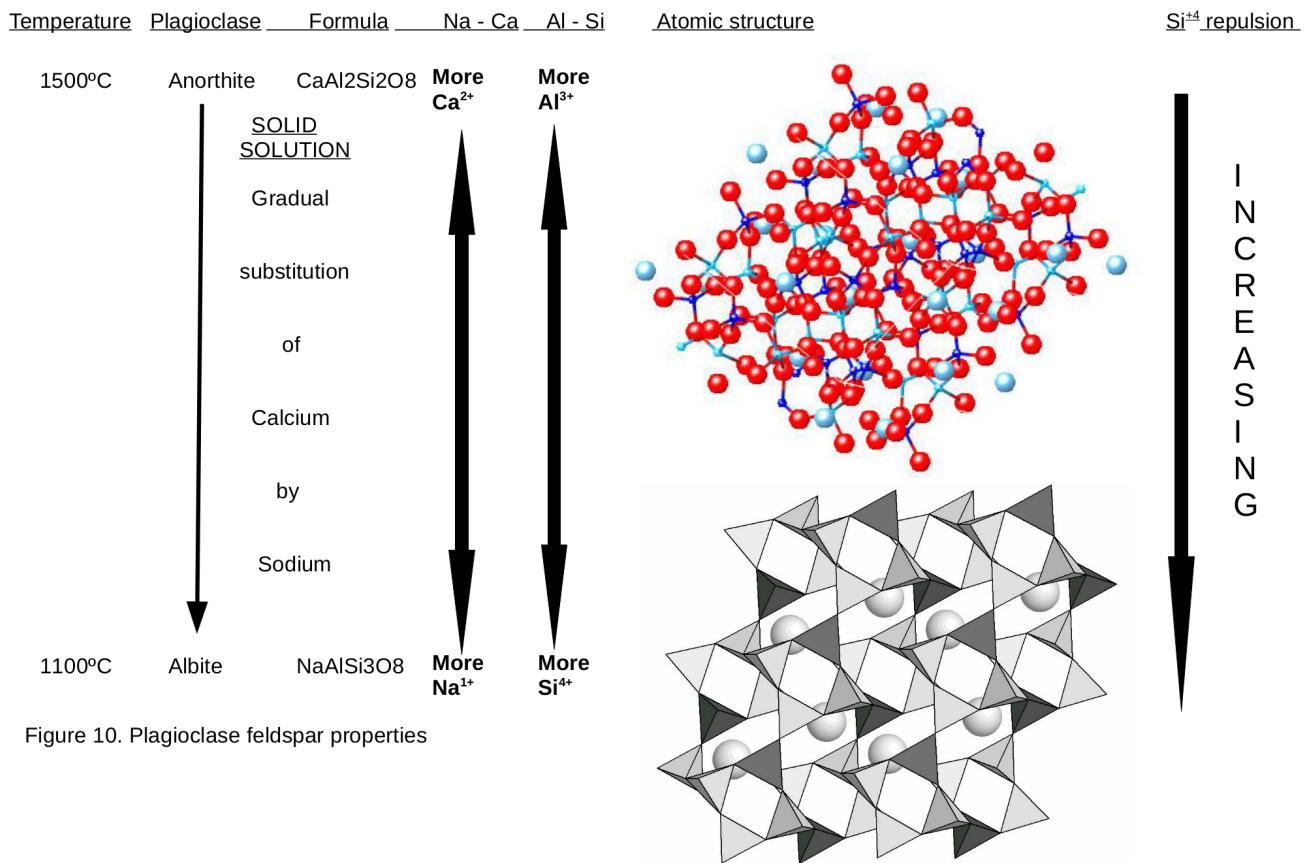 Temperature Plagioclase Formula Na - Ca Al - Si Atomic structure Si+4 repulsion
1500ºC Anorthite CaAl2Si2O8 More Ca2+ More Al3+
SOLID
SOLUTION
Gradual
substitution
of
Calcium
by
Sodium
I
N
C
R
E
A
S
I
N
G
1100ºC Albite NaAlSi3O8 More Na1+ More Si4+
Figure 10. Plagioclase feldspar properties